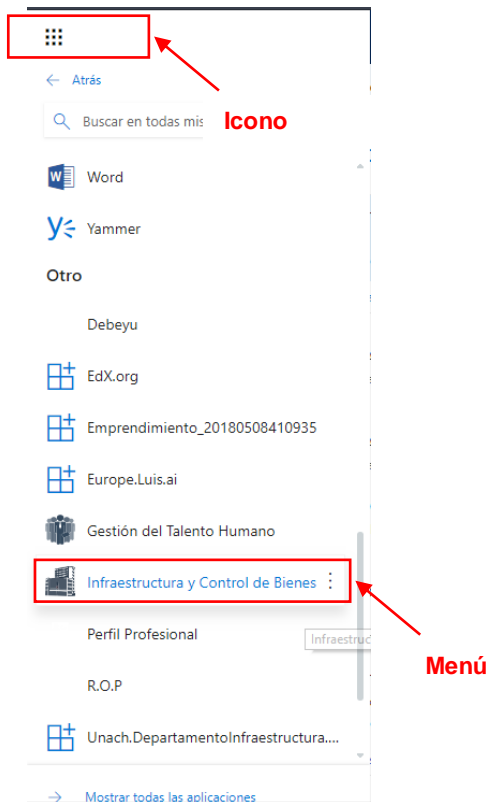 Atrás
Buscar en todas mis
Icono
Word
Yammer
Otro
Debeyu
EdX.org
Emprendimiento_20180508410935
Europe.Luis.ai
Gestión del Talento Humano
Infraestructura y Control de Bienes
Perfil Profesional
Infraestruc
Menú
R.O.P
Unach.DepartamentoInfraestructura....
Mostrar todas las aplicaciones